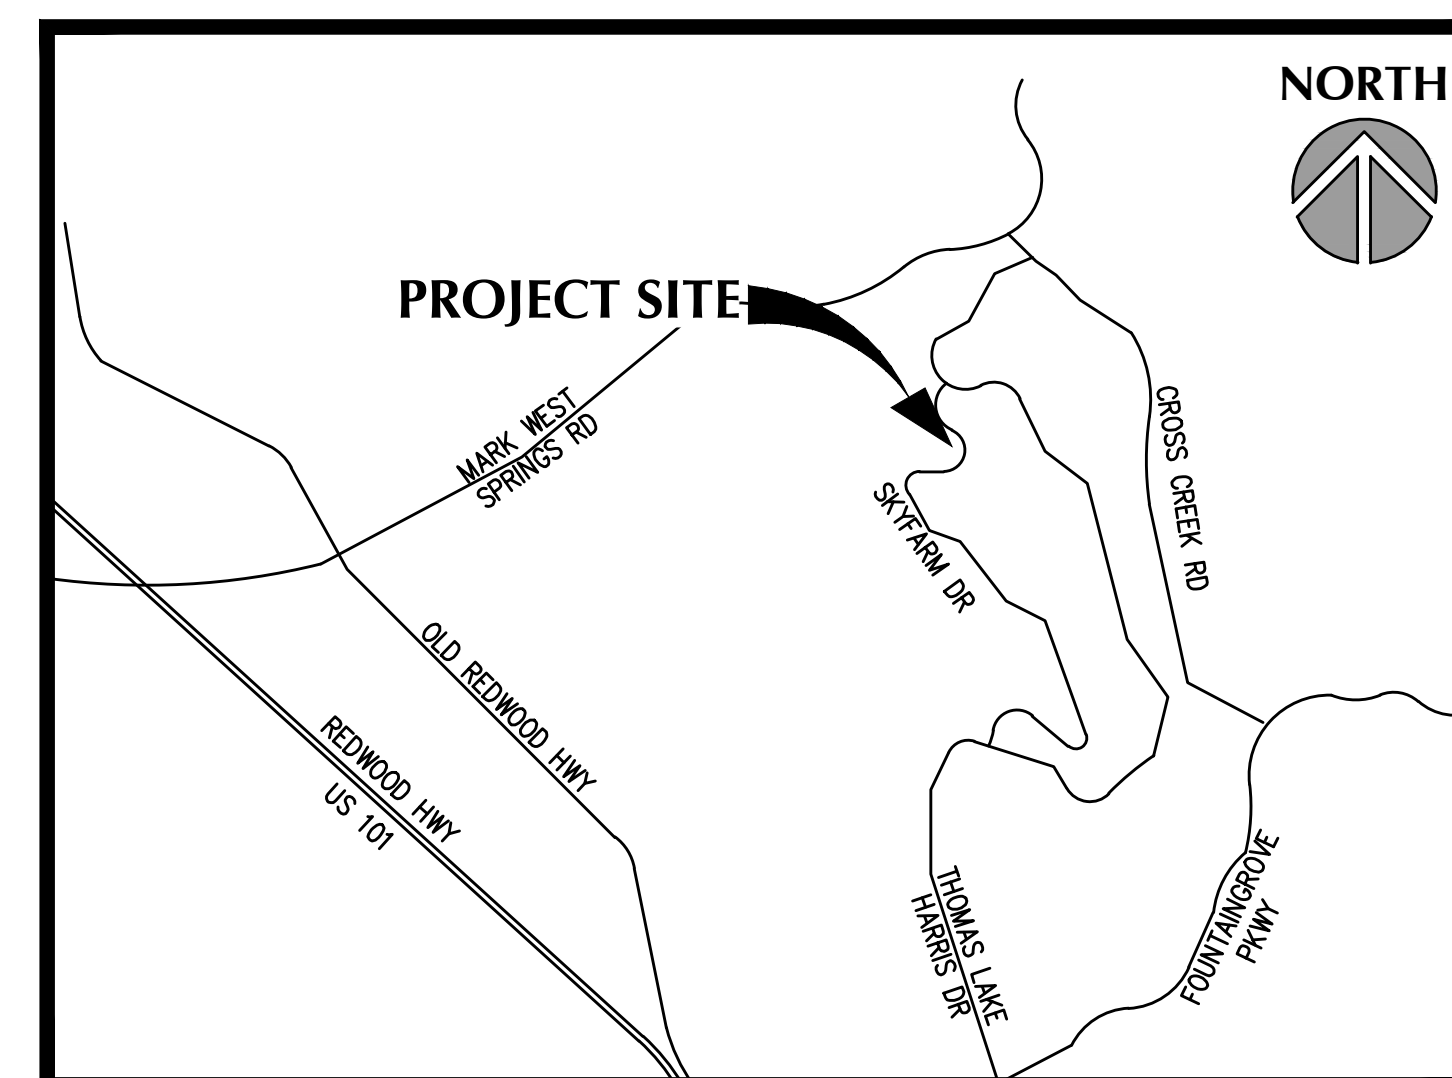 NORTH
PROJECT SITE
MARK WEST
SPRINGS RD
CROSS CREEK RD
SKYFARM DR
OLD REDWOOD HWY
REDWOOD HWY
US 101
THOMAS LAKE
HARRIS DR
FOUNTAINGROVE
PKWY